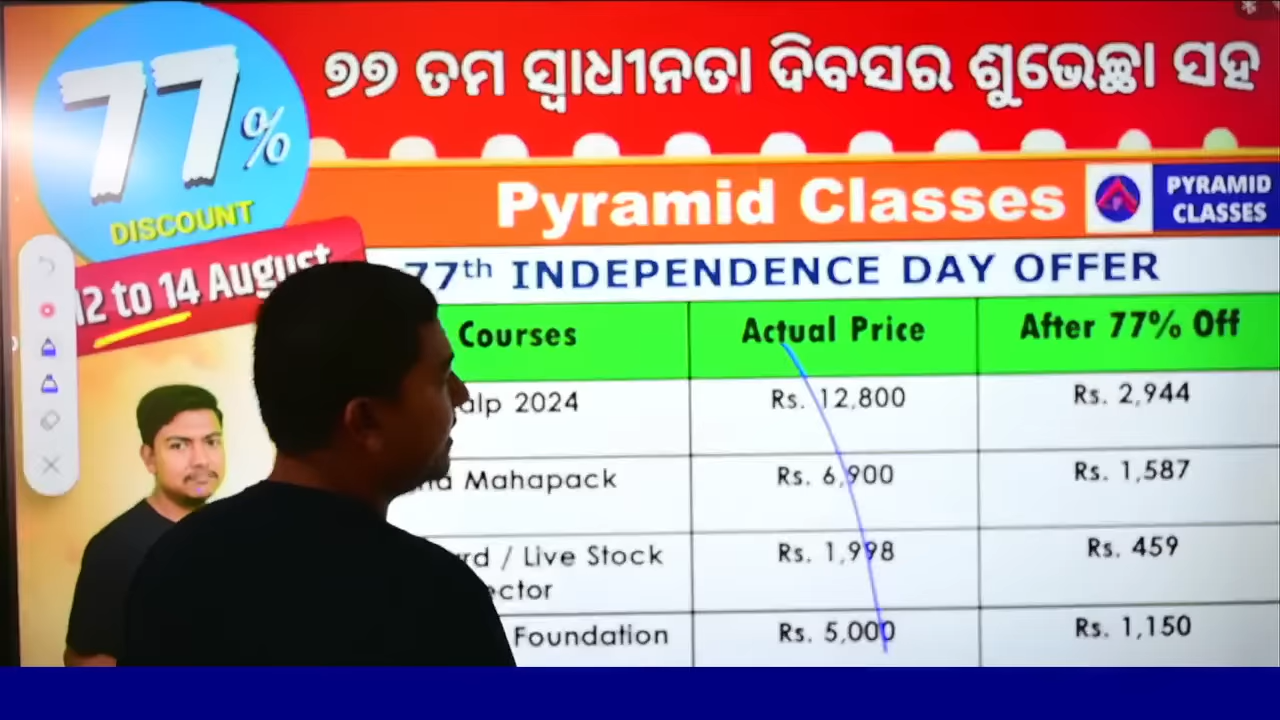 77%
DISCOUNT
12 to 14 August
୭୭ ତମ ସ୍ୱାଧୀନତା ଦିବସର ଶୁଭେଚ୍ଛା ସହ
Pyramid Classes
PYRAMID
CLASSES
77th INDEPENDENCE DAY OFFER
Courses Actual Price After 77% Off
2024 Rs. 12,800 Rs. 2,944
Mahapack Rs. 6,900 Rs. 1,587
/ Live Stock Rs. 1,998 Rs. 459
Foundation Rs. 5,000 Rs. 1,150